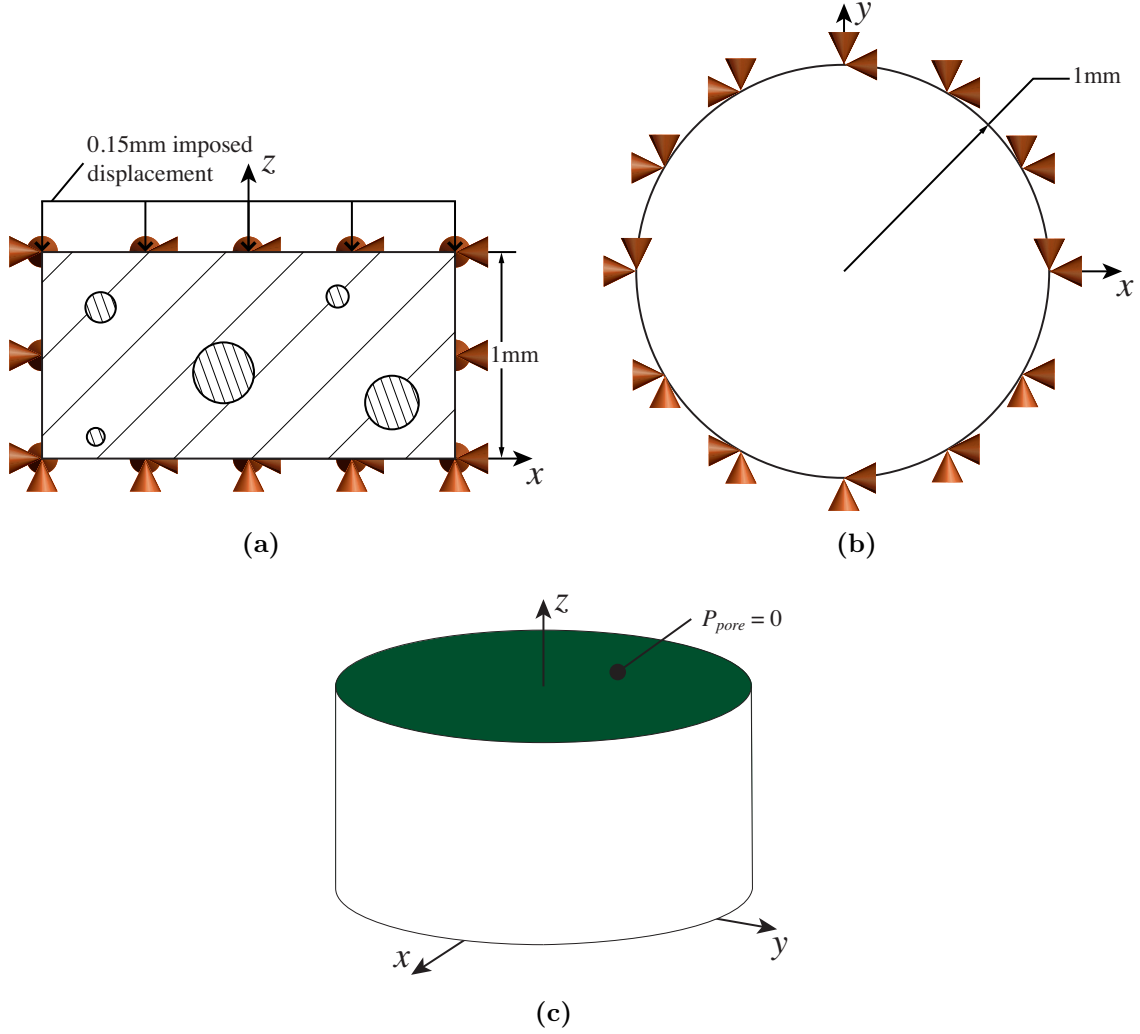 0.15mm imposed
displacement
z
1mm
x
(a)
y
1mm
x
(b)
z
P_pore = 0
x
y
(c)